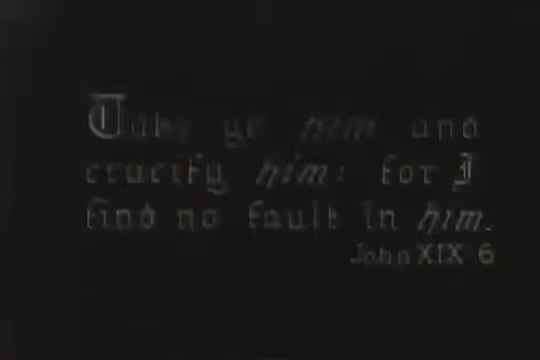 Take ye him and
crucify him: for I
find no fault in him.
John XIX 6